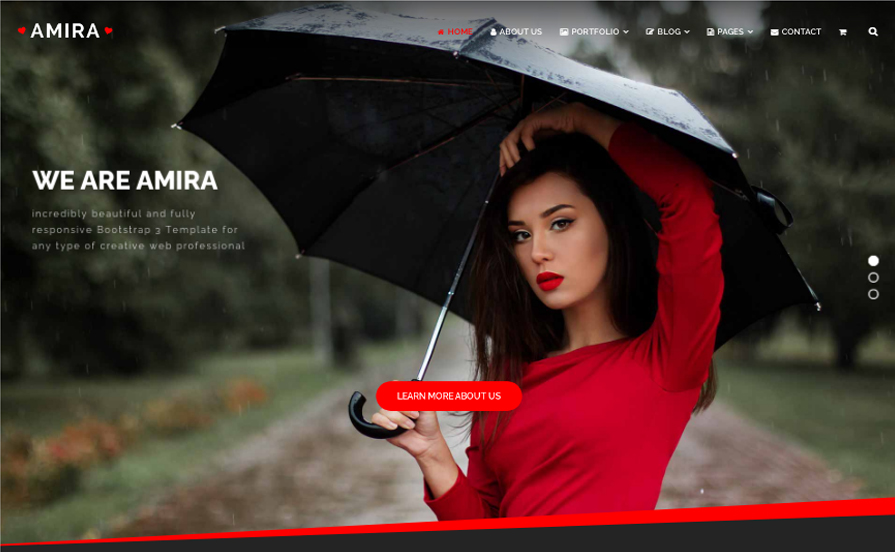 AMIRA
HOME ABOUT US PORTFOLIO BLOG PAGES CONTACT
WE ARE AMIRA
incredibly beautiful and fully
responsive Bootstrap 3 Template for
any type of creative web professional
LEARN MORE ABOUT US